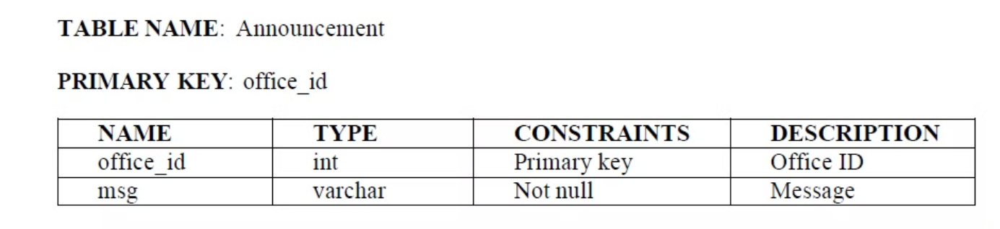 TABLE NAME: Announcement
PRIMARY KEY: office_id
NAME TYPE CONSTRAINTS DESCRIPTION
office_id int Primary key Office ID
msg varchar Not null Message